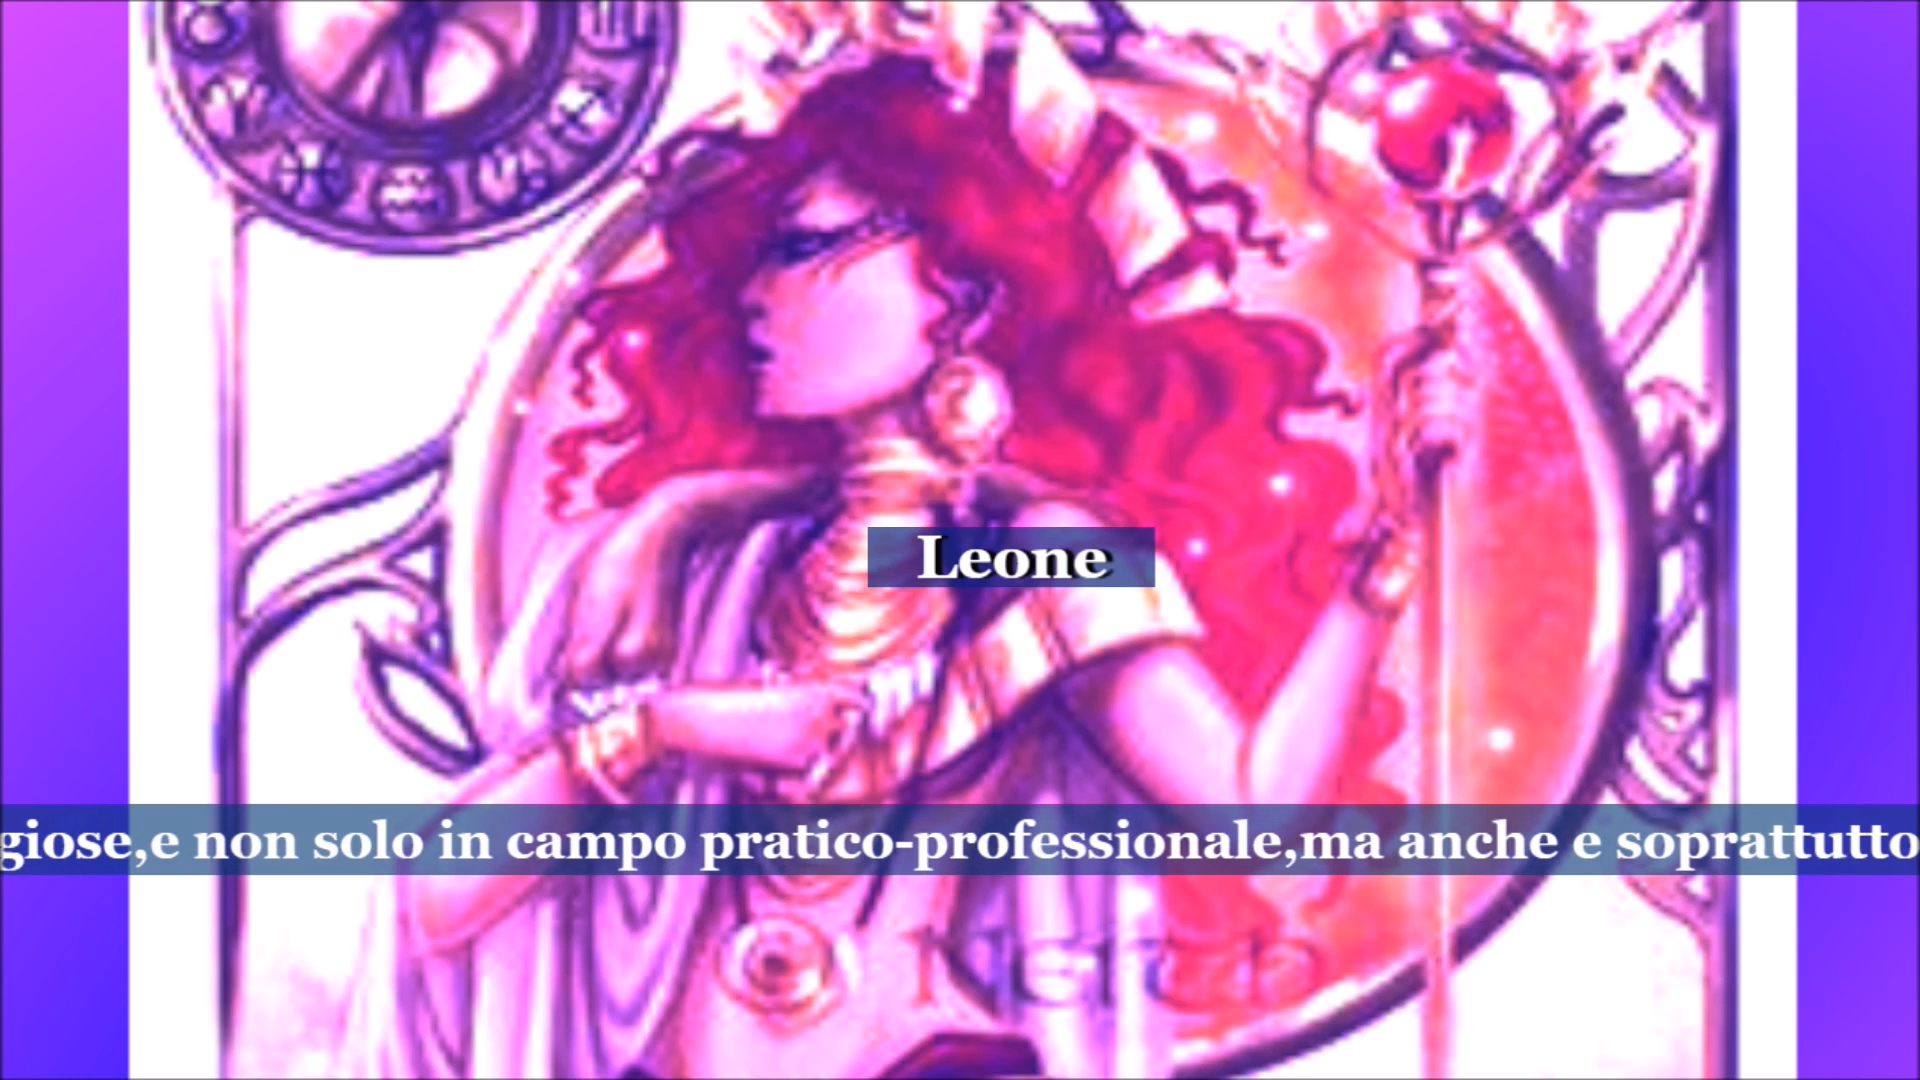 Leone
giose,e non solo in campo pratico-professionale,ma anche e soprattutto